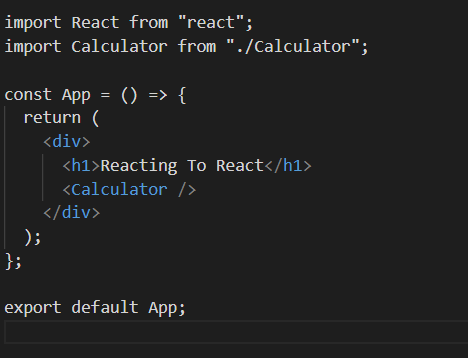 import React from "react";
import Calculator from "./Calculator";
const App = () => {
return (
<div>
<h1>Reacting To React</h1>
<Calculator />
</div>
);
};
export default App;